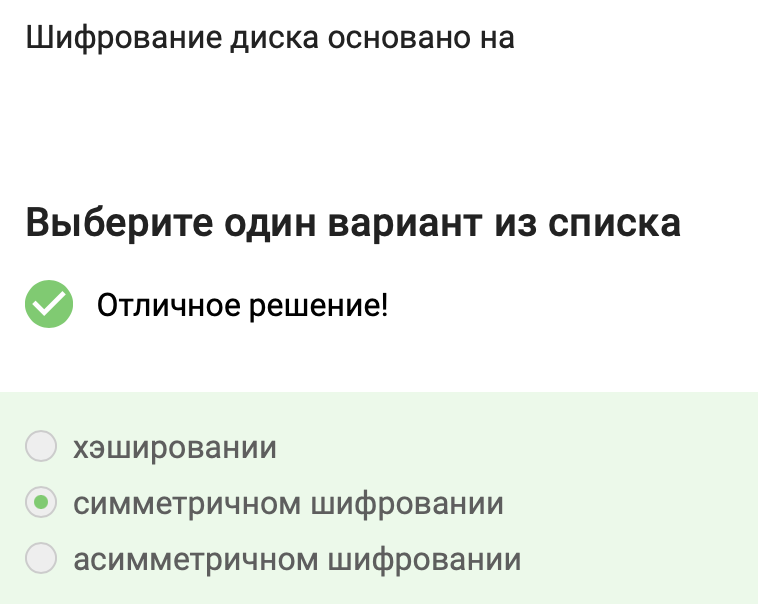 Шифрование диска основано на
Выберите один вариант из списка
Отличное решение!
хэшировании
симметричном шифровании
асимметричном шифровании